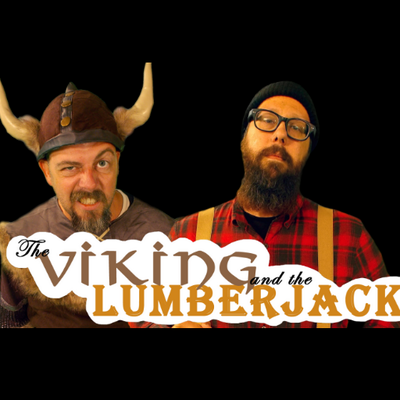 The VIKING
and the
LUMBERJACK